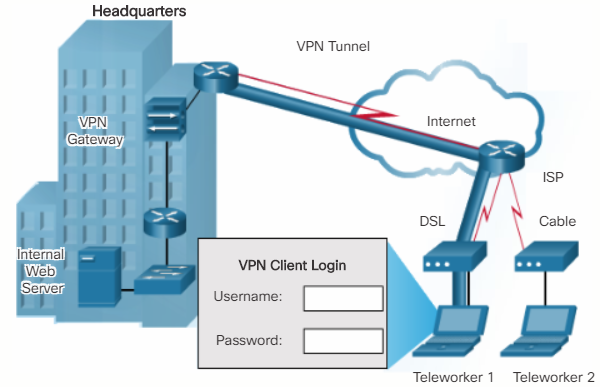 Headquarters
VPN Tunnel
VPN
Gateway
Internet
ISP
DSL
Cable
Internal
Web
Server
VPN Client Login
Username:
Password:
Teleworker 1
Teleworker 2